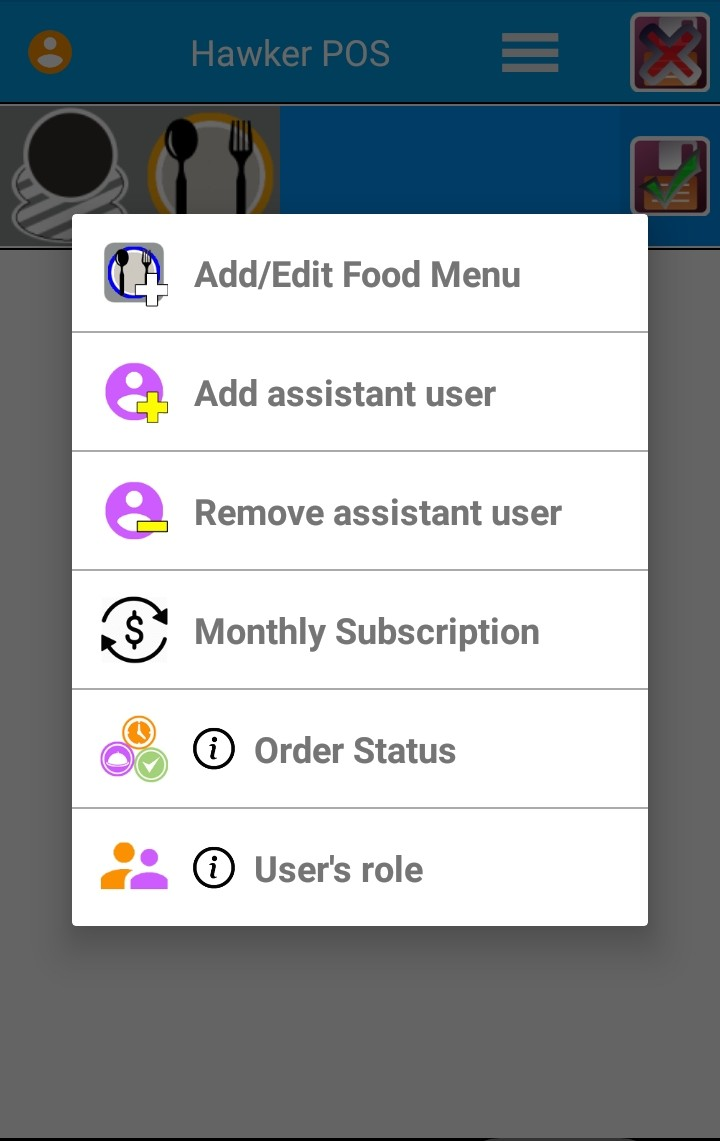 Hawker POS
Add/Edit Food Menu
Add assistant user
Remove assistant user
$ Monthly Subscription
i Order Status
i User's role